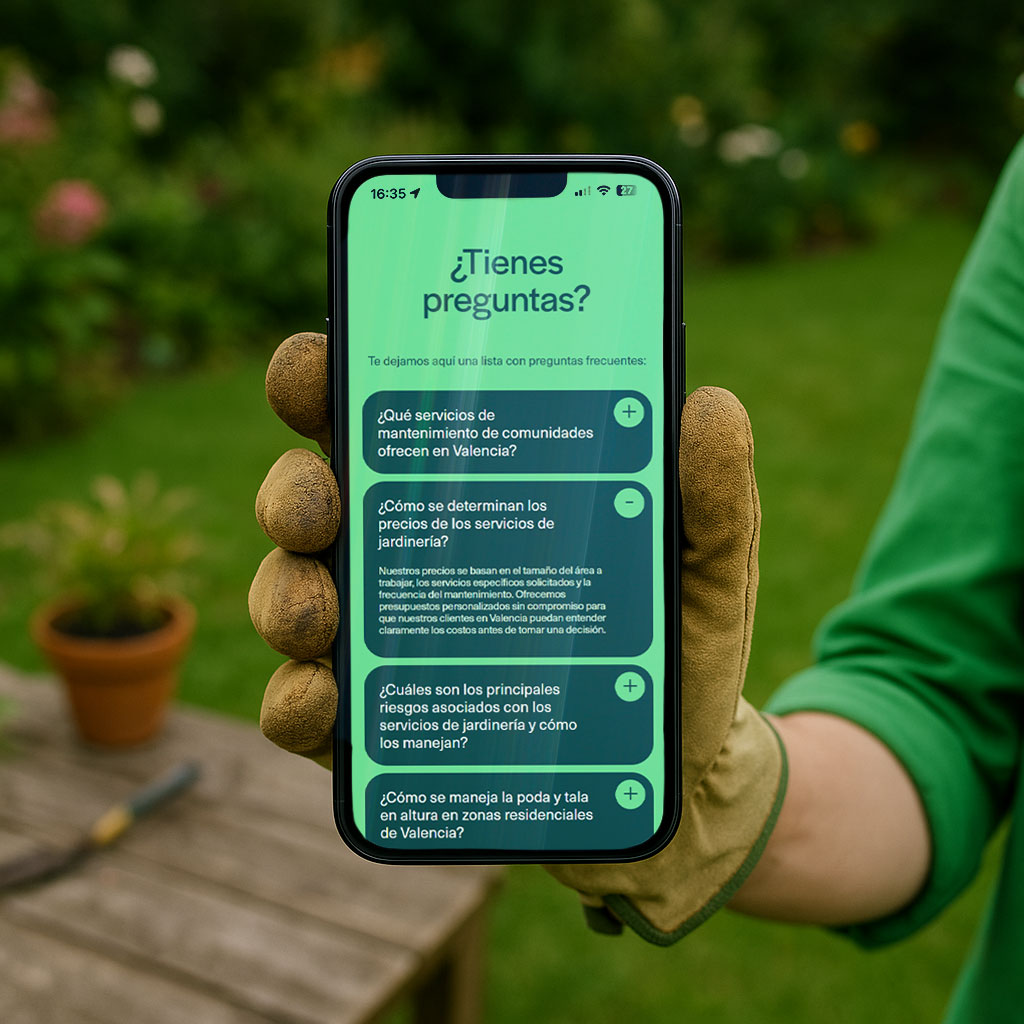 16:35
27
¿Tienes
preguntas?
Te dejamos aquí una lista con preguntas frecuentes:
¿Qué servicios de
mantenimiento de comunidades
ofrecen en Valencia?
¿Cómo se determinan los
precios de los servicios de
jardinería?
Nuestros precios se basan en el tamaño del área a
trabajar, los servicios específicos solicitados y la
frecuencia del mantenimiento. Ofrecemos
presupuestos personalizados sin compromiso para
que nuestros clientes en Valencia puedan entender
claramente los costos antes de tomar una decisión.
¿Cuáles son los principales
riesgos asociados con los
servicios de jardinería y cómo
los manejan?
¿Cómo se maneja la poda y tala
en altura en zonas residenciales
de Valencia?